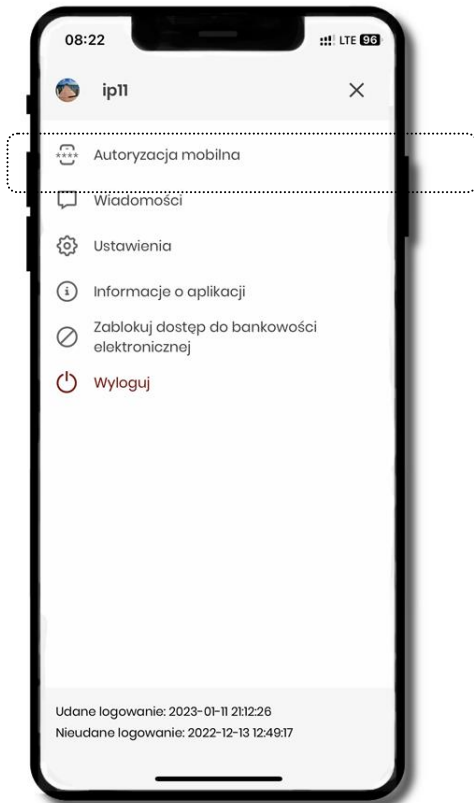 08:22
LTE 96
ip11
Autoryzacja mobilna
Wiadomości
Ustawienia
Informacje o aplikacji
Zablokuj dostęp do bankowości
elektronicznej
Wyloguj
Udane logowanie: 2023-01-11 21:12:26
Nieudane logowanie: 2022-12-13 12:49:17